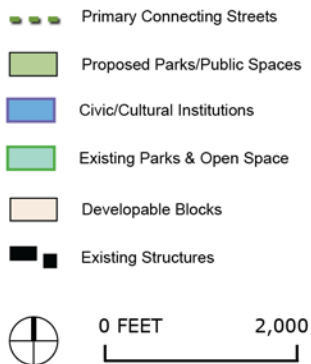 Primary Connecting Streets
Proposed Parks/Public Spaces
Civic/Cultural Institutions
Existing Parks & Open Space
Developable Blocks
Existing Structures
0 FEET 2,000